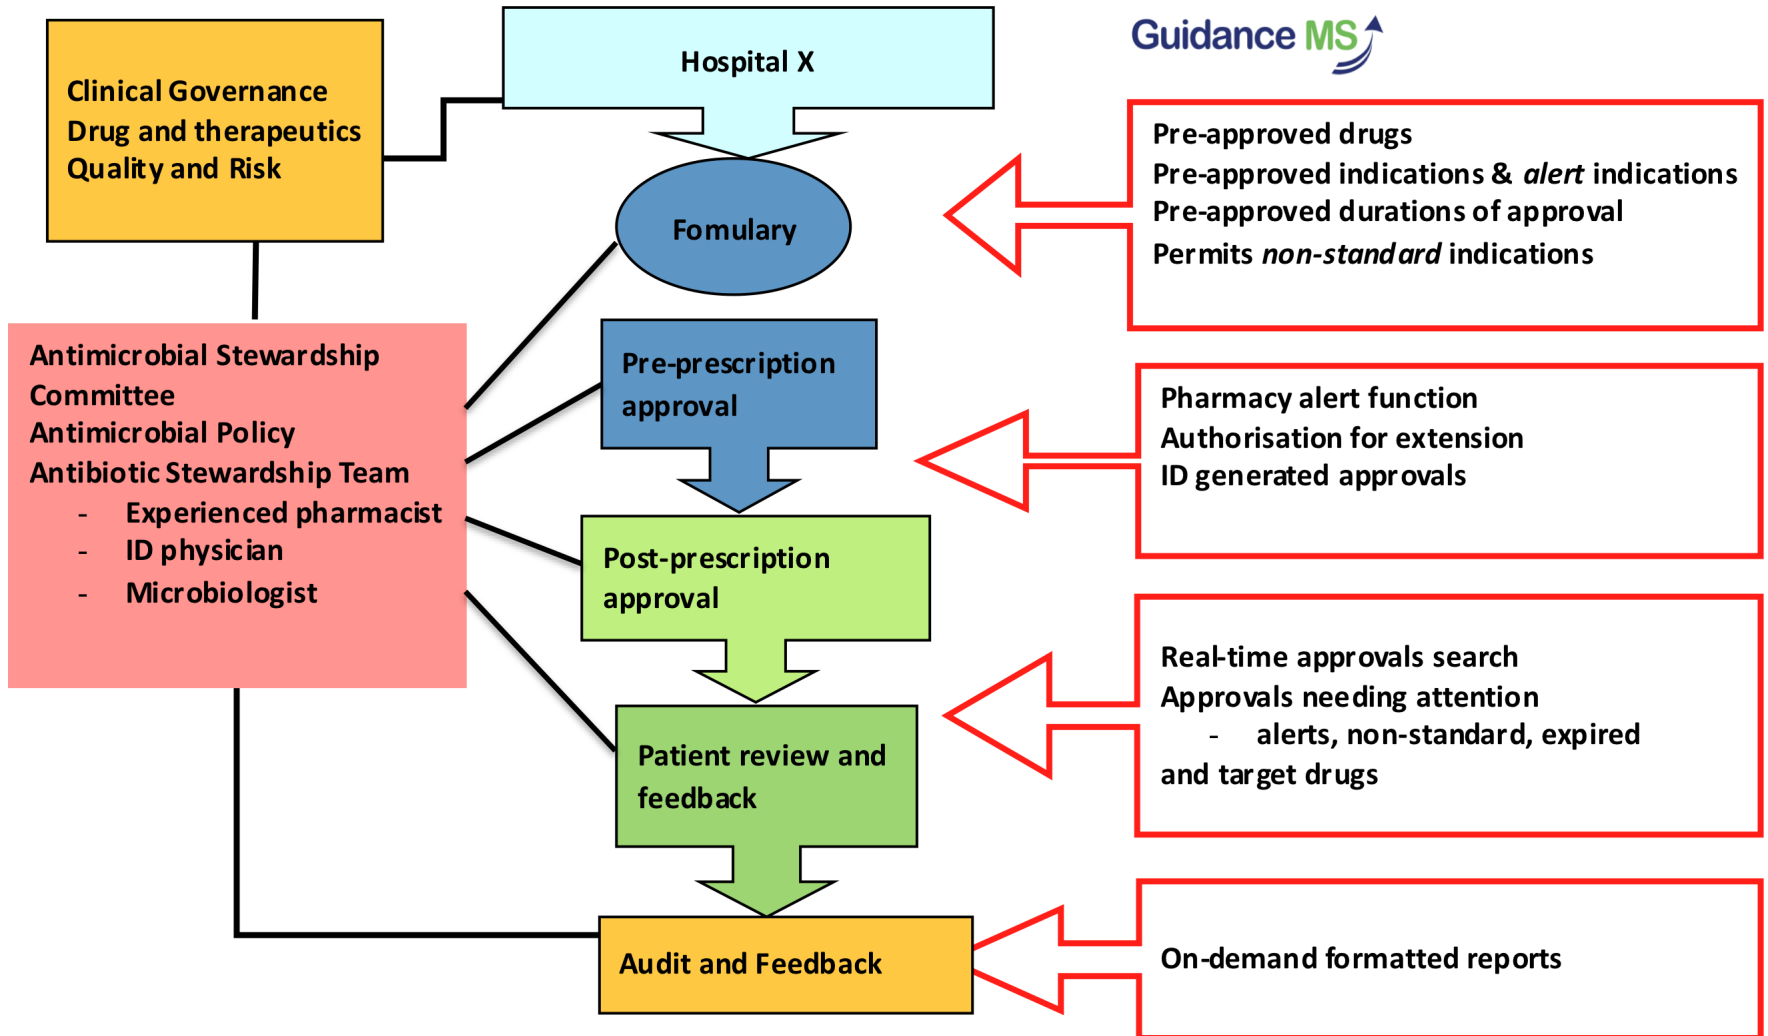 Guidance MS
Hospital X
Clinical Governance
Drug and therapeutics
Quality and Risk
Fomulary
Pre-approved drugs
Pre-approved indications & alert indications
Pre-approved durations of approval
Permits non-standard indications
Antimicrobial Stewardship
Committee
Antimicrobial Policy
Antibiotic Stewardship Team
- Experienced pharmacist
- ID physician
- Microbiologist
Pre-prescription
approval
Pharmacy alert function
Authorisation for extension
ID generated approvals
Post-prescription
approval
Patient review and
feedback
Real-time approvals search
Approvals needing attention
- alerts, non-standard, expired
and target drugs
Audit and Feedback
On-demand formatted reports